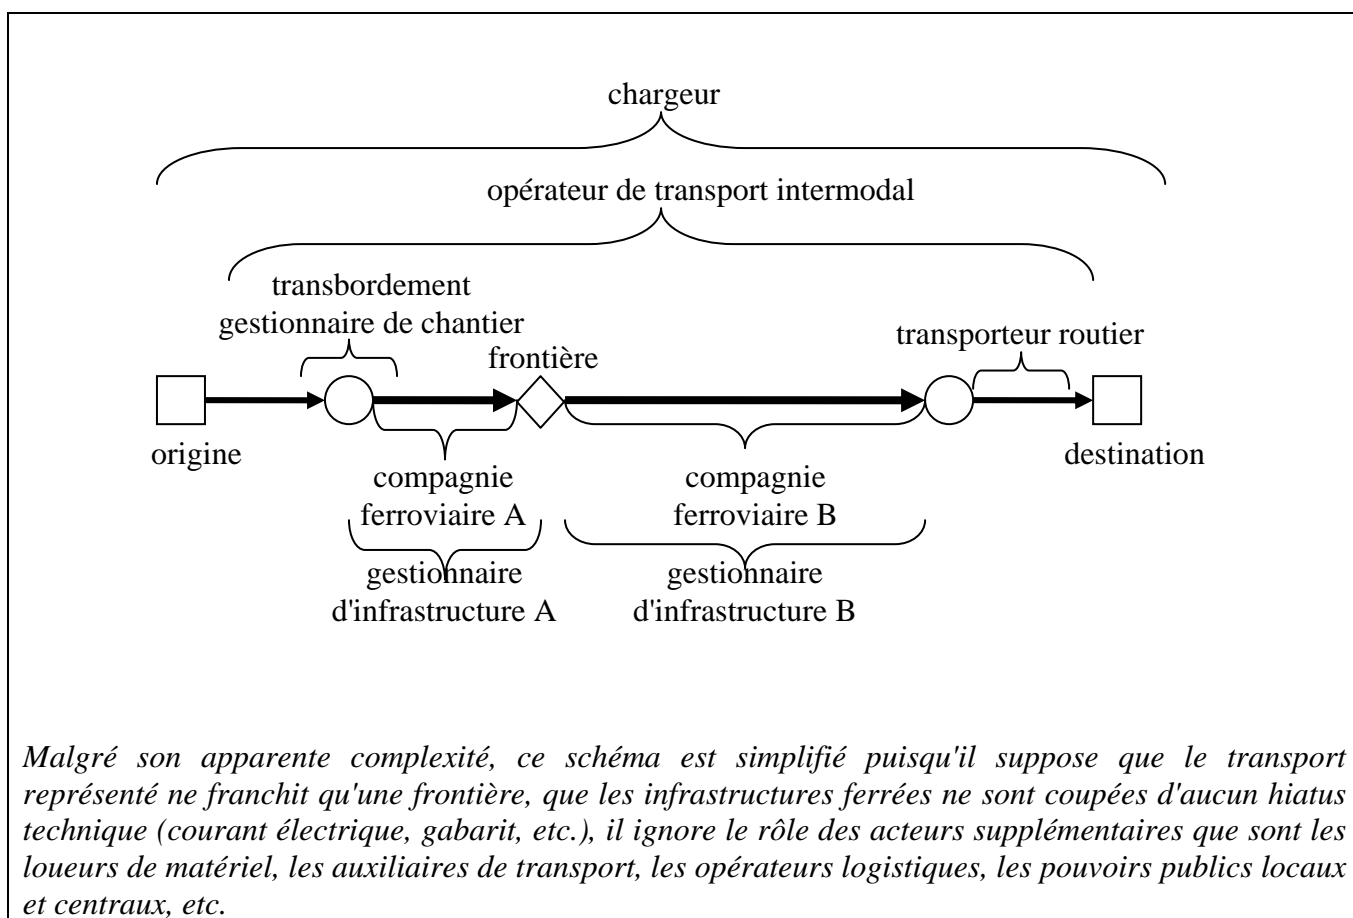 chargeur
opérateur de transport intermodal
transbordement
gestionnaire de chantier
transporteur routier
frontière
origine
destination
compagnie
ferroviaire A
compagnie
ferroviaire B
gestionnaire
d'infrastructure A
gestionnaire
d'infrastructure B
Malgré son apparente complexité, ce schéma est simplifié puisqu'il suppose que le transport
représenté ne franchit qu'une frontière, que les infrastructures ferrées ne sont coupées d'aucun hiatus
technique (courant électrique, gabarit, etc.), il ignore le rôle des acteurs supplémentaires que sont les
loueurs de matériel, les auxiliaires de transport, les opérateurs logistiques, les pouvoirs publics locaux
et centraux, etc.